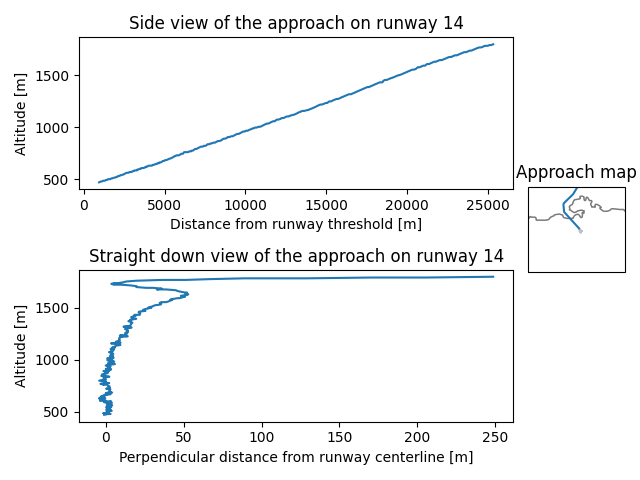 Side view of the approach on runway 14
Altitude [m]
1500
1000
500
0
5000
10000
15000
20000
25000
Distance from runway threshold [m]
Approach map
Straight down view of the approach on runway 14
Altitude [m]
1500
1000
500
0
50
100
150
200
250
Perpendicular distance from runway centerline [m]